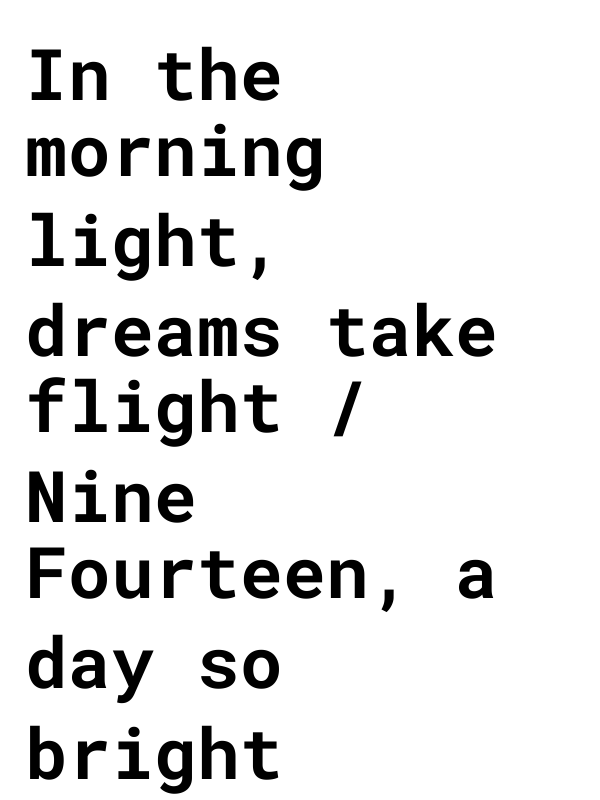 In the
morning
light,
dreams take
flight /
Nine
Fourteen, a
day so
bright